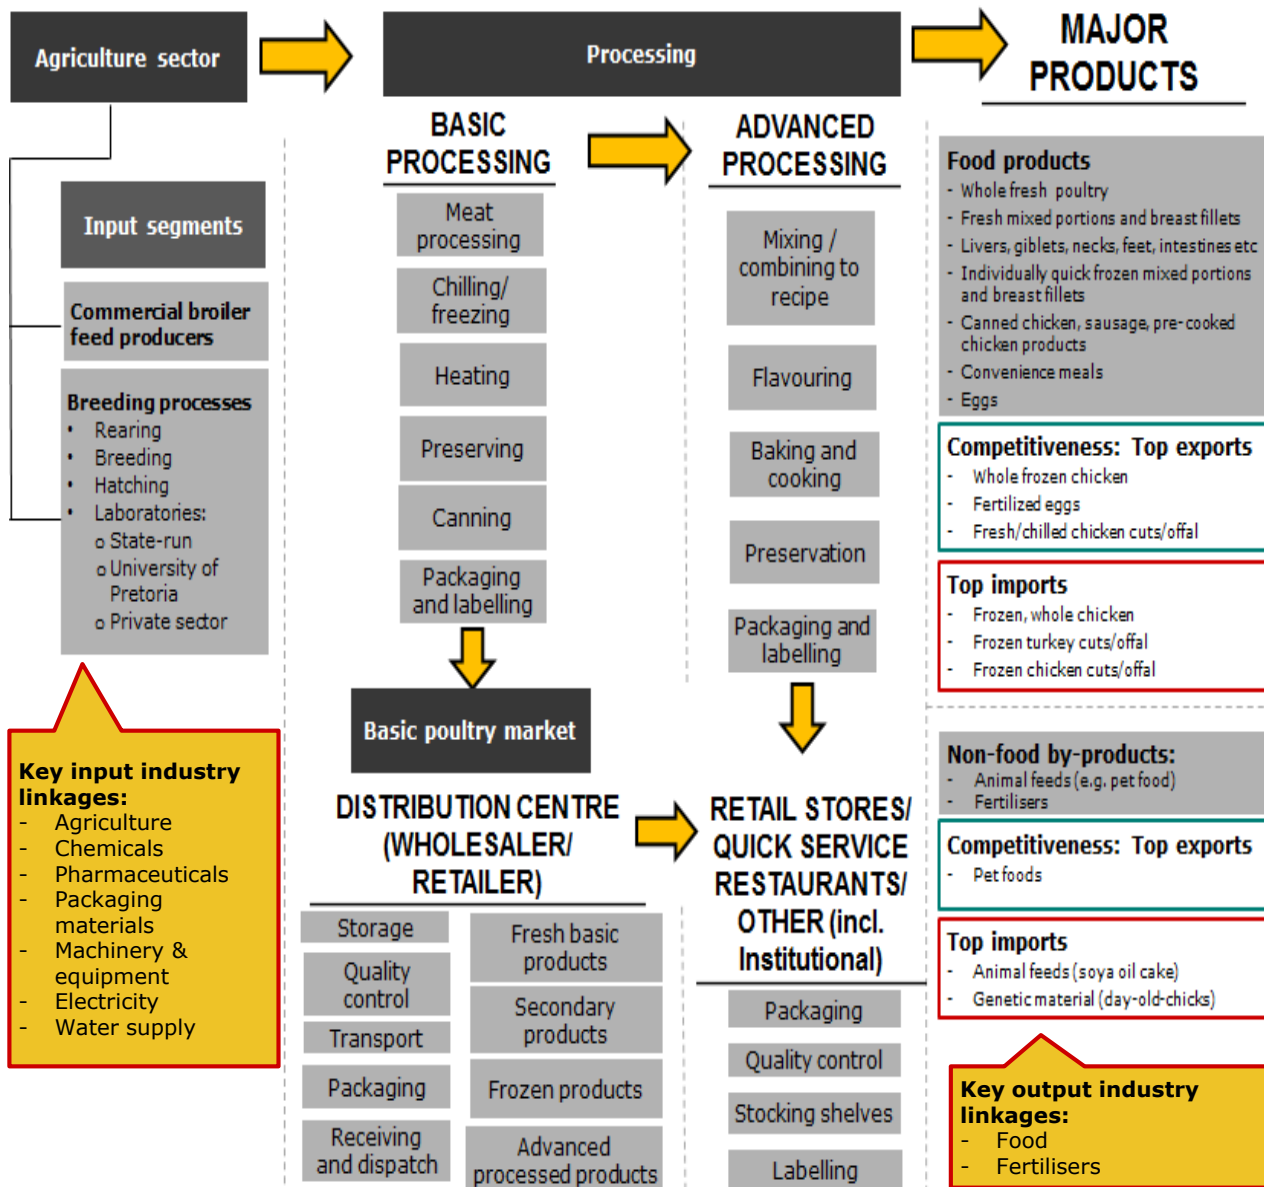 Agriculture sector
Processing
MAJOR
PRODUCTS
Input segments
Commercial broiler
feed producers
Breeding processes
• Rearing
• Breeding
• Hatching
• Laboratories:
o State-run
o University of
Pretoria
o Private sector
Key input industry
linkages:
- Agriculture
- Chemicals
- Pharmaceuticals
- Packaging
materials
- Machinery &
equipment
- Electricity
- Water supply
BASIC
PROCESSING
Meat
processing
Chilling/
freezing
Heating
Preserving
Canning
Packaging
and labelling
Basic poultry market
ADVANCED
PROCESSING
Mixing /
combining to
recipe
Flavouring
Baking and
cooking
Preservation
Packaging and
labelling
DISTRIBUTION CENTRE
(WHOLESALER/
RETAILER)
Storage
Quality
control
Transport
Packaging
Receiving
and dispatch
Fresh basic
products
Secondary
products
Frozen products
Advanced
processed products
RETAIL STORES/
QUICK SERVICE
RESTAURANTS/
OTHER (incl.
Institutional)
Packaging
Quality control
Stocking shelves
Labelling
Food products
- Whole fresh poultry
- Fresh mixed portions and breast fillets
- Livers, giblets, necks, feet, intestines etc
- Individually quick frozen mixed portions
and breast fillets
- Canned chicken, sausage, pre-cooked
chicken products
- Convenience meals
- Eggs
Competitiveness: Top exports
- Whole frozen chicken
- Fertilized eggs
- Fresh/chilled chicken cuts/offal
Top imports
- Frozen, whole chicken
- Frozen turkey cuts/offal
- Frozen chicken cuts/offal
Non-food by-products:
- Animal feeds (e.g. pet food)
- Fertilisers
Competitiveness: Top exports
- Pet foods
Top imports
- Animal feeds (soya oil cake)
- Genetic material (day-old-chicks)
Key output industry
linkages:
- Food
- Fertilisers